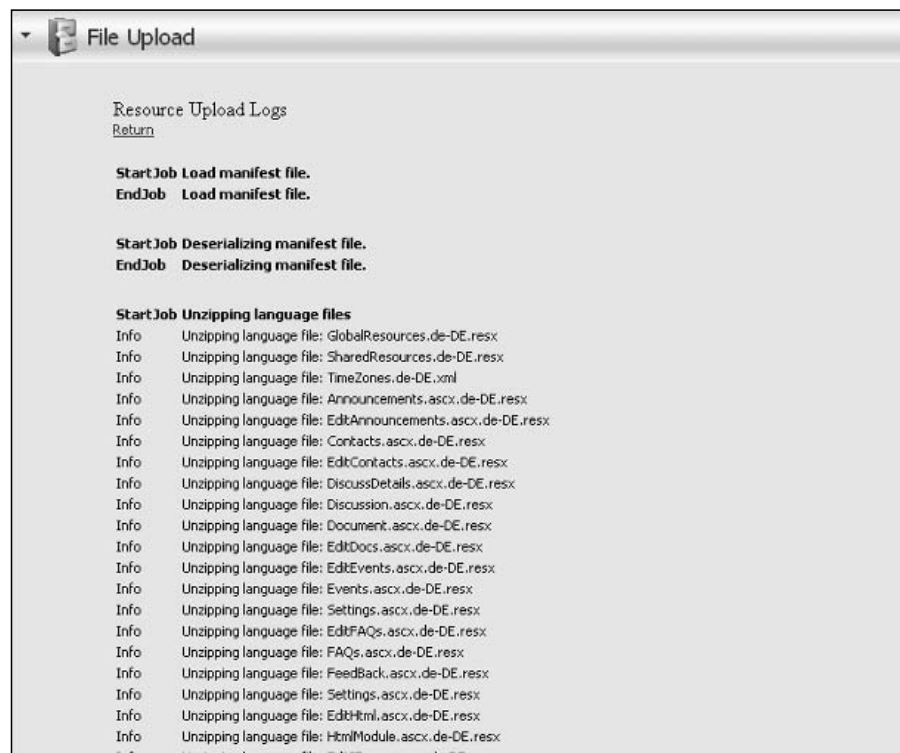 File Upload
Resource Upload Logs
Return
StartJob Load manifest file.
EndJob Load manifest file.
StartJob Deserializing manifest file.
EndJob Deserializing manifest file.
StartJob Unzipping language files
Info Unzipping language file: GlobalResources.de-DE.resx
Info Unzipping language file: SharedResources.de-DE.resx
Info Unzipping language file: TimeZones.de-DE.xml
Info Unzipping language file: Announcements.ascx.de-DE.resx
Info Unzipping language file: EditAnnouncements.ascx.de-DE.resx
Info Unzipping language file: Contacts.ascx.de-DE.resx
Info Unzipping language file: EditContacts.ascx.de-DE.resx
Info Unzipping language file: DiscussDetails.ascx.de-DE.resx
Info Unzipping language file: Discussion.ascx.de-DE.resx
Info Unzipping language file: Document.ascx.de-DE.resx
Info Unzipping language file: EditDocs.ascx.de-DE.resx
Info Unzipping language file: EditEvents.ascx.de-DE.resx
Info Unzipping language file: Events.ascx.de-DE.resx
Info Unzipping language file: Settings.ascx.de-DE.resx
Info Unzipping language file: EditFAQs.ascx.de-DE.resx
Info Unzipping language file: FAQs.ascx.de-DE.resx
Info Unzipping language file: FeedBack.ascx.de-DE.resx
Info Unzipping language file: Settings.ascx.de-DE.resx
Info Unzipping language file: EditHtml.ascx.de-DE.resx
Info Unzipping language file: HtmlModule.ascx.de-DE.resx